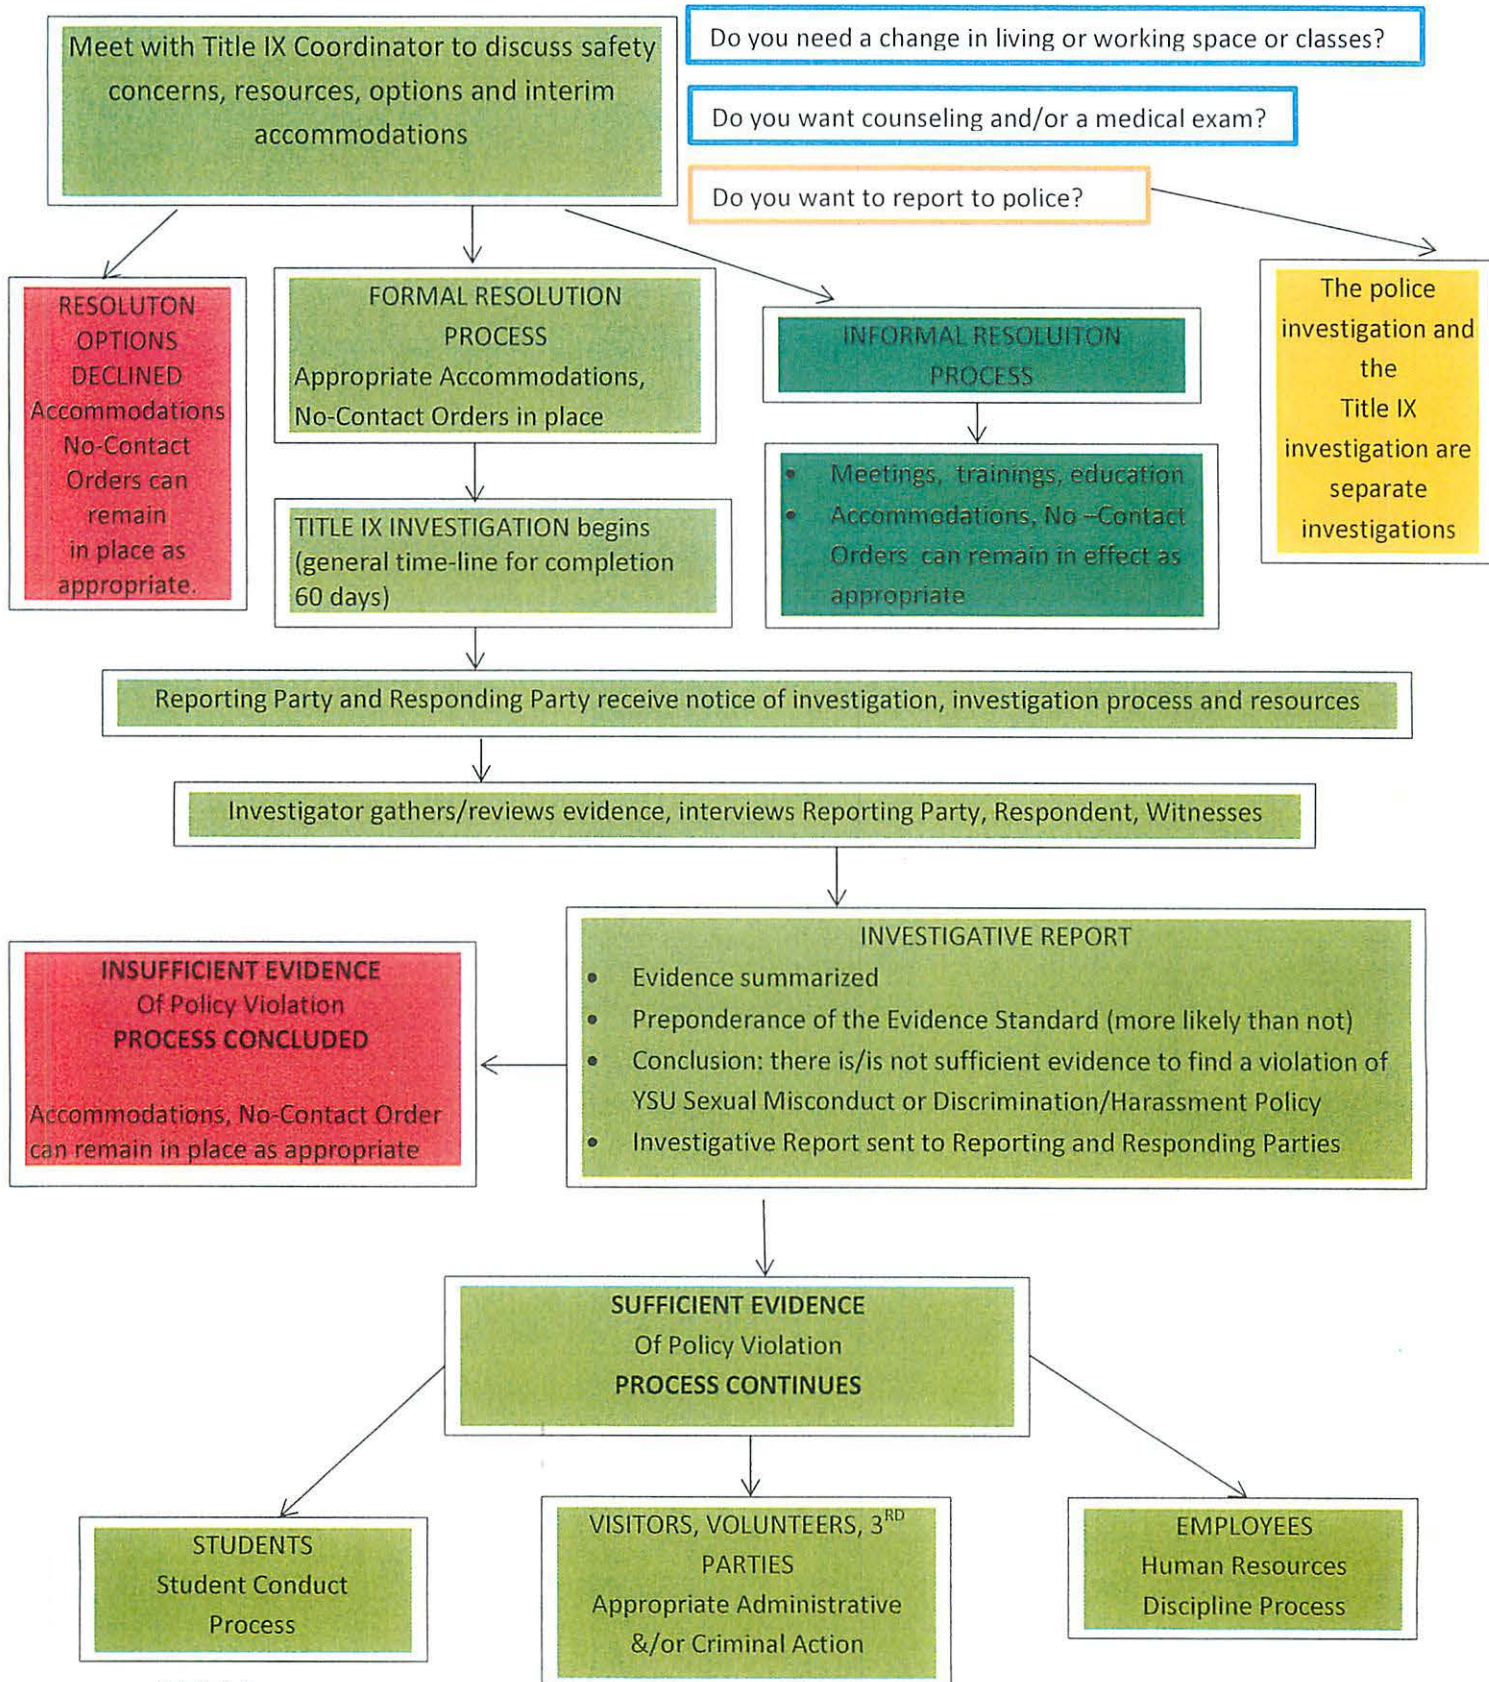 Meet with Title IX Coordinator to discuss safety
concerns, resources, options and interim
accommodations
Do you need a change in living or working space or classes?
Do you want counseling and/or a medical exam?
Do you want to report to police?
RESOLUTON
OPTIONS
DECLINED
Accommodations
No-Contact
Orders can
remain
in place as
appropriate.
FORMAL RESOLUTION
PROCESS
Appropriate Accommodations,
No-Contact Orders in place
INFORMAL RESOLUITON
PROCESS
The police
investigation and
the
Title IX
investigation are
separate
investigations
• Meetings, trainings, education
• Accommodations, No –Contact
Orders can remain in effect as
appropriate
TITLE IX INVESTIGATION begins
(general time-line for completion
60 days)
Reporting Party and Responding Party receive notice of investigation, investigation process and resources
Investigator gathers/reviews evidence, interviews Reporting Party, Respondent, Witnesses
INVESTIGATIVE REPORT
• Evidence summarized
• Preponderance of the Evidence Standard (more likely than not)
• Conclusion: there is/is not sufficient evidence to find a violation of
YSU Sexual Misconduct or Discrimination/Harassment Policy
• Investigative Report sent to Reporting and Responding Parties
INSUFFICIENT EVIDENCE
Of Policy Violation
PROCESS CONCLUDED
Accommodations, No-Contact Order
can remain in place as appropriate
SUFFICIENT EVIDENCE
Of Policy Violation
PROCESS CONTINUES
STUDENTS
Student Conduct
Process
VISITORS, VOLUNTEERS, 3RD
PARTIES
Appropriate Administrative
&/or Criminal Action
EMPLOYEES
Human Resources
Discipline Process